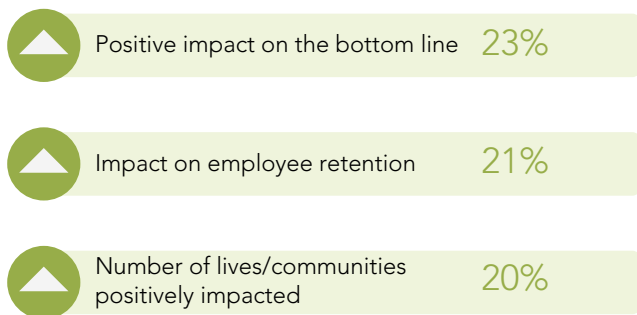 Positive impact on the bottom line 23%
Impact on employee retention 21%
Number of lives/communities
positively impacted 20%